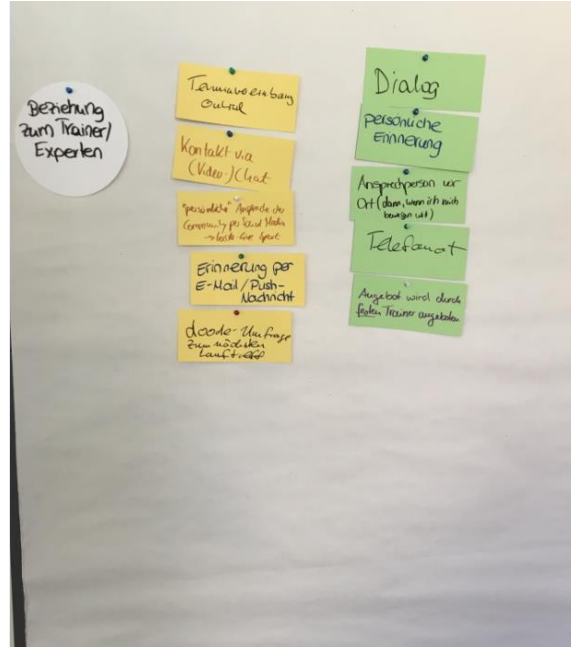 Beziehung
zum Trainer/
Experten
Terminvereinbarung
Online
Kontakt via
(Video-)Chat
"persönliche" Ansprache der
Community per Social Media
Erinnerung per
E-Mail/Push-
Nachricht
doodle-Umfrage
zum nächsten
Lauftreff
Dialog
persönliche
Erinnerung
Ansprechperson vor
Ort (dann, wenn ich mich
bewegen will)
Telefonat
Angebot wird durch
festen Trainer angeboten